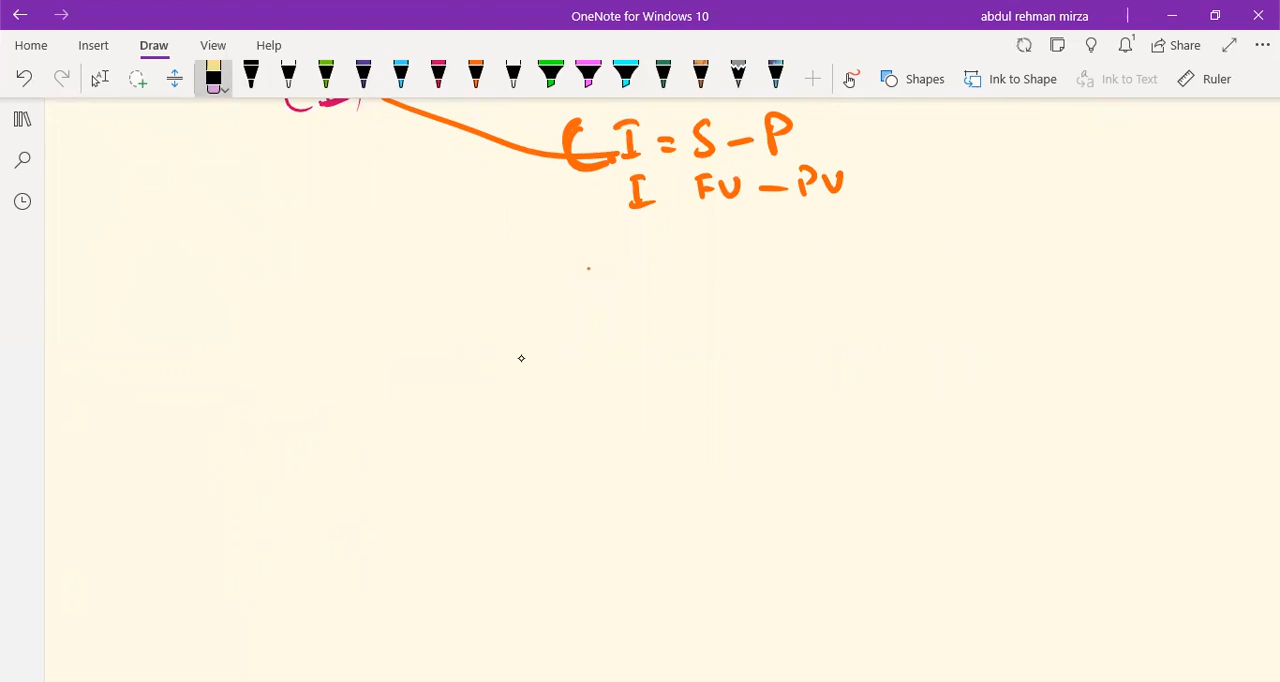 OneNote for Windows 10
abdul rehman mirza
Home Insert Draw View Help
Share
Shapes Ink to Shape Ink to Text Ruler
I = S - P
I FV - PV